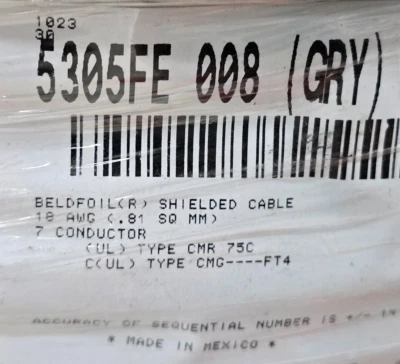 1023
30
5305FE 008 (GRY)
BELDFOIL(R) SHIELDED CABLE
18 AWG (.81 SQ MM)
7 CONDUCTOR
(UL) TYPE CMR 75C
C(UL) TYPE CMG----FT4
ACCURACY OF SEQUENTIAL NUMBER IS +/-
* MADE IN MEXICO *